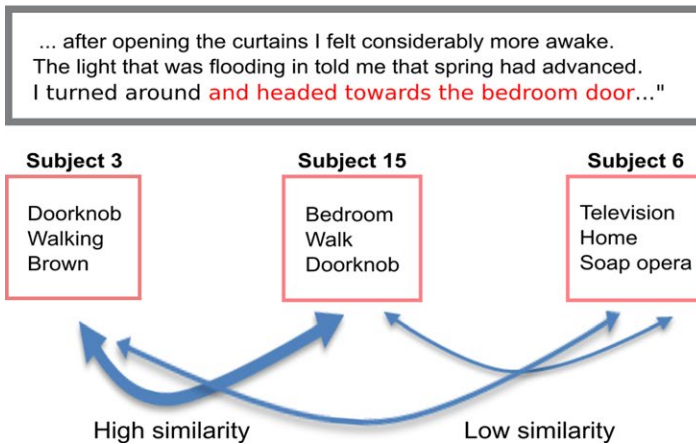 ... after opening the curtains I felt considerably more awake.
The light that was flooding in told me that spring had advanced.
I turned around and headed towards the bedroom door..."
Subject 3
Doorknob
Walking
Brown
Subject 15
Bedroom
Walk
Doorknob
Subject 6
Television
Home
Soap opera
High similarity
Low similarity